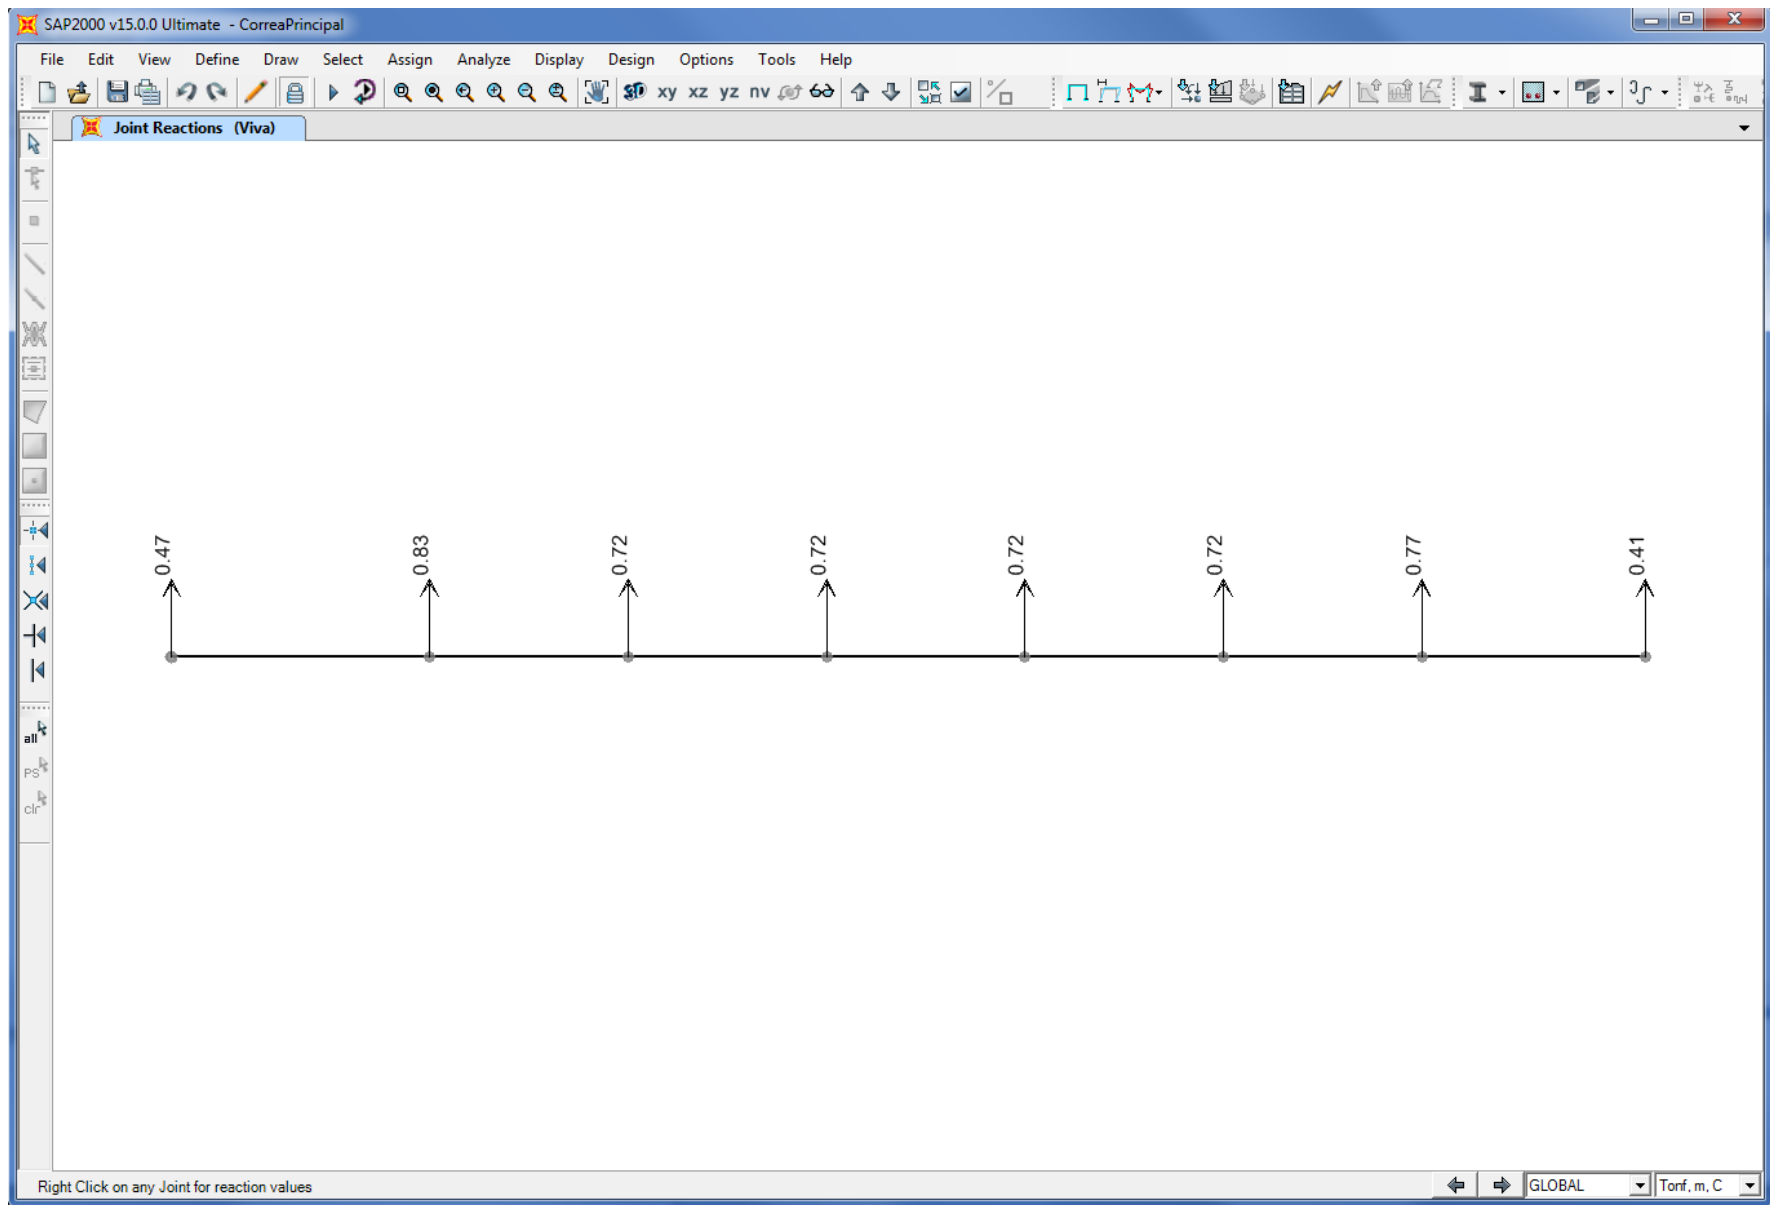 SAP2000 v15.0.0 Ultimate - CorreaPrincipal
File Edit View Define Draw Select Assign Analyze Display Design Options Tools Help
3D xy xz yz nv
Joint Reactions (Viva)
0.47 0.83 0.72 0.72 0.72 0.72 0.77 0.41
all
PS
clr
Right Click on any Joint for reaction values
GLOBAL
Tonf, m, C